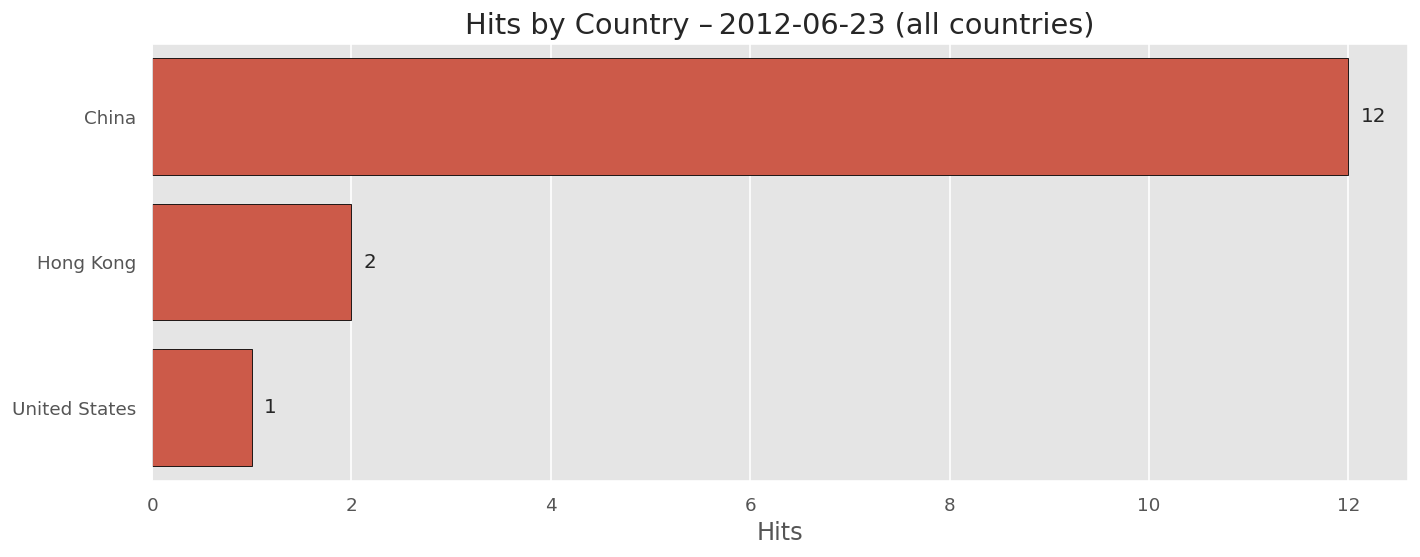 Hits by Country – 2012-06-23 (all countries)
China
12
Hong Kong
2
United States
1
0 2 4 6 8 10 12
Hits